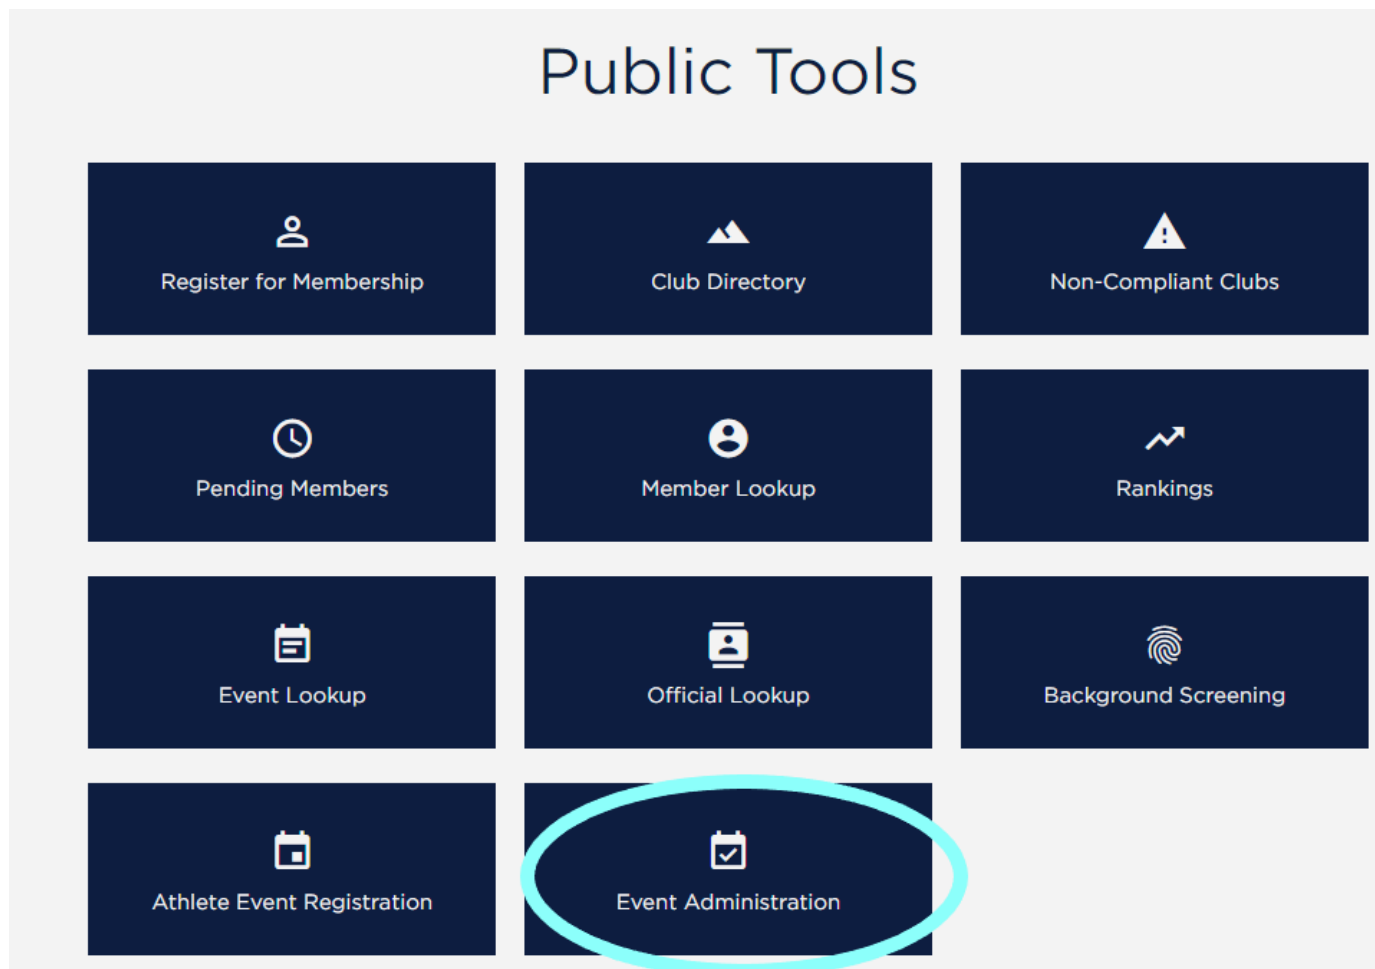 Public Tools
Register for Membership
Club Directory
Non-Compliant Clubs
Pending Members
Member Lookup
Rankings
Event Lookup
Official Lookup
Background Screening
Athlete Event Registration
Event Administration